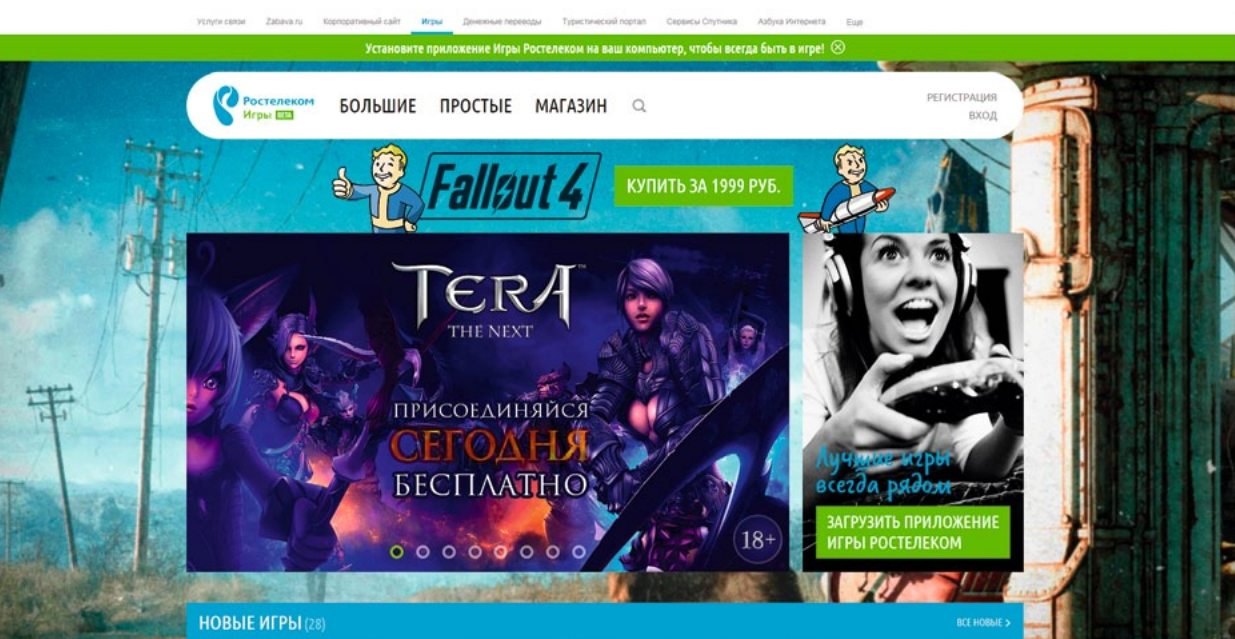 Услуги связи Zabava.ru Корпоративный сайт Игры Денежные переводы Туристический портал Сервисы Спутника Азбука Интернета Еще
Установите приложение Игры Ростелеком на ваш компьютер, чтобы всегда быть в игре!
Ростелеком
Игры BETA
БОЛЬШИЕ ПРОСТЫЕ МАГАЗИН
РЕГИСТРАЦИЯ
ВХОД
Fallout 4
КУПИТЬ ЗА 1999 РУБ.
TERA™
THE NEXT
ПРИСОЕДИНЯЙСЯ
СЕГОДНЯ
БЕСПЛАТНО
18+
Лучшие игры
всегда рядом
ЗАГРУЗИТЬ ПРИЛОЖЕНИЕ
ИГРЫ РОСТЕЛЕКОМ
НОВЫЕ ИГРЫ (28)
ВСЕ НОВЫЕ >